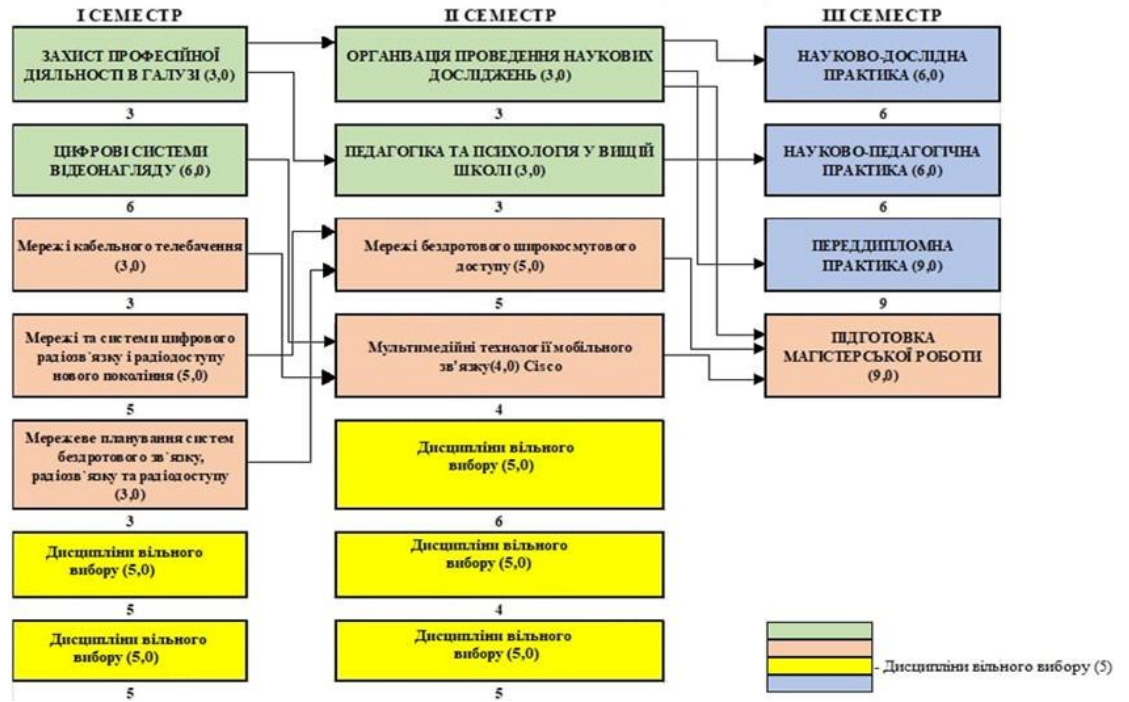 I СЕМЕСТР
ЗАХИСТ ПРОФЕСІЙНОЇ
ДІЯЛЬНОСТІ В ГАЛУЗІ (3,0)
3
ЦИФРОВІ СИСТЕМИ
ВІДЕОНАГЛЯДУ (6,0)
6
Мережі кабельного телебачення
(3,0)
3
Мережі та системи цифрового
радіозв`язку і радіодоступу
нового покоління (5,0)
5
Мережеве планування систем
бездротового зв`язку,
радіозв`язку та радіодоступу
(3,0)
3
Дисципліни вільного
вибору (5,0)
5
Дисципліни вільного
вибору (5,0)
5
II СЕМЕСТР
ОРГАНІЗАЦІЯ ПРОВЕДЕННЯ НАУКОВИХ
ДОСЛІДЖЕНЬ (3,0)
3
ПЕДАГОГІКА ТА ПСИХОЛОГІЯ У ВИЩІЙ
ШКОЛІ (3,0)
3
Мережі бездротового широкосмугового
доступу (5,0)
5
Мультимедійні технології мобільного
зв'язку(4,0) Cisco
4
Дисципліни вільного
вибору (5,0)
6
Дисципліни вільного
вибору (5,0)
4
Дисципліни вільного
вибору (5,0)
5
III СЕМЕСТР
НАУКОВО-ДОСЛІДНА
ПРАКТИКА (6,0)
6
НАУКОВО-ПЕДАГОГІЧНА
ПРАКТИКА (6,0)
6
ПЕРЕДДИПЛОМНА
ПРАКТИКА (9,0)
9
ПІДГОТОВКА
МАГІСТЕРСЬКОЇ РОБОТИ
(9,0)
- Дисципліни вільного вибору (5)